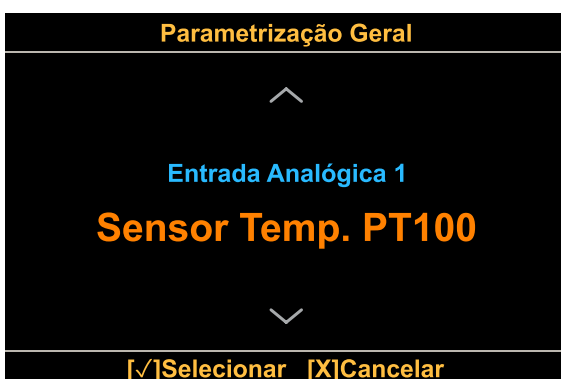 Parametrização Geral
Entrada Analógica 1
Sensor Temp. PT100
[√]Selecionar [X]Cancelar